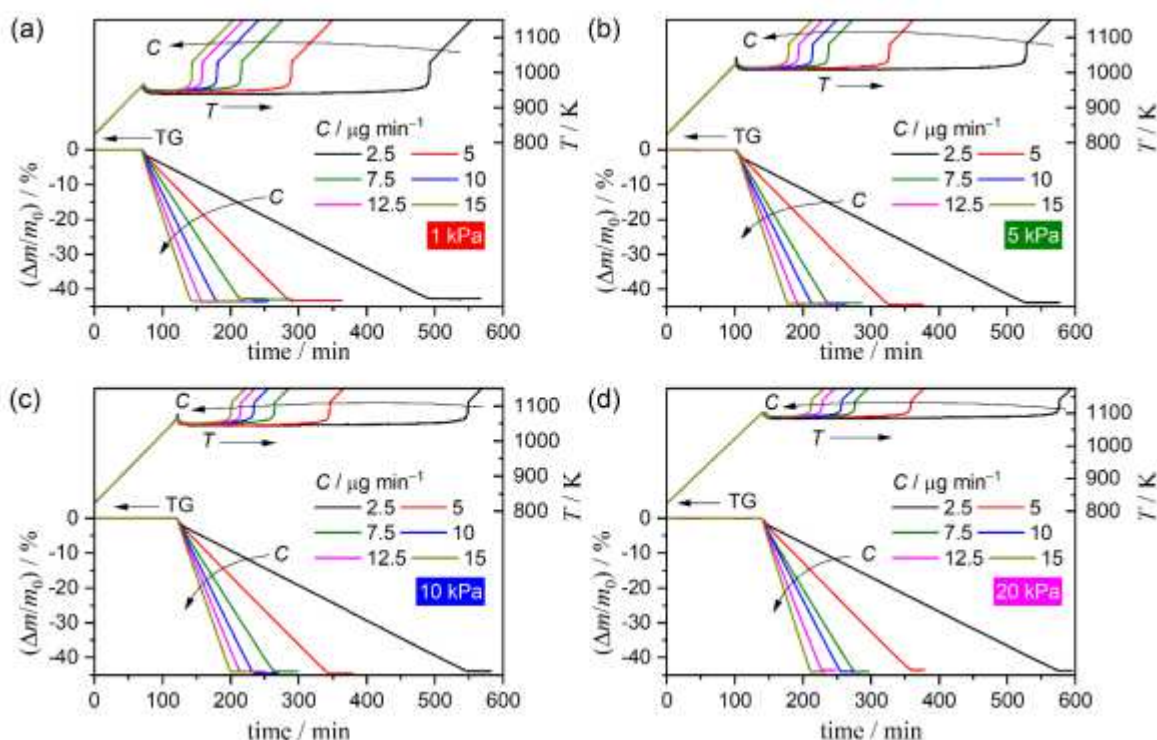 (a)
C
T
TG
C / μg min⁻¹
2.5 5
7.5 10
12.5 15
C
1 kPa
1100
1000
900
800
T / K
0
-10
-20
-30
-40
(Δm/m₀) / %
0 100 200 300 400 500 600
time / min
(b)
C
T
TG
C / μg min⁻¹
2.5 5
7.5 10
12.5 15
C
5 kPa
1100
1000
900
800
T / K
0
-10
-20
-30
-40
(Δm/m₀) / %
0 100 200 300 400 500 600
time / min
(c)
C
T
TG
C / μg min⁻¹
2.5 5
7.5 10
12.5 15
C
10 kPa
1100
1050
1000
950
900
850
800
T / K
0
-10
-20
-30
-40
(Δm/m₀) / %
0 100 200 300 400 500 600
time / min
(d)
C
T
TG
C / μg min⁻¹
2.5 5
7.5 10
12.5 15
C
20 kPa
1100
1050
1000
950
900
850
800
T / K
0
-10
-20
-30
-40
(Δm/m₀) / %
0 100 200 300 400 500 600
time / min